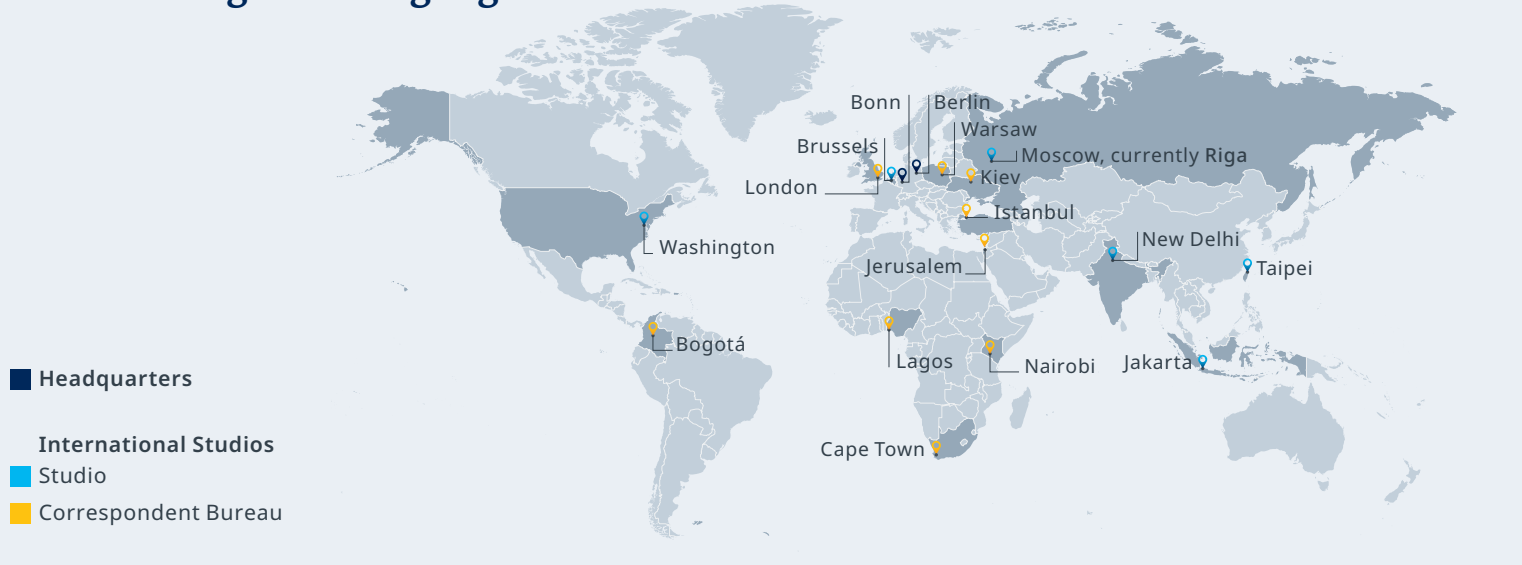 Bonn
Berlin
Warsaw
Brussels
Moscow, currently Riga
London
Kiev
Istanbul
Washington
New Delhi
Jerusalem
Taipei
Bogotá
Lagos
Nairobi
Jakarta
Headquarters
International Studios
Cape Town
Studio
Correspondent Bureau